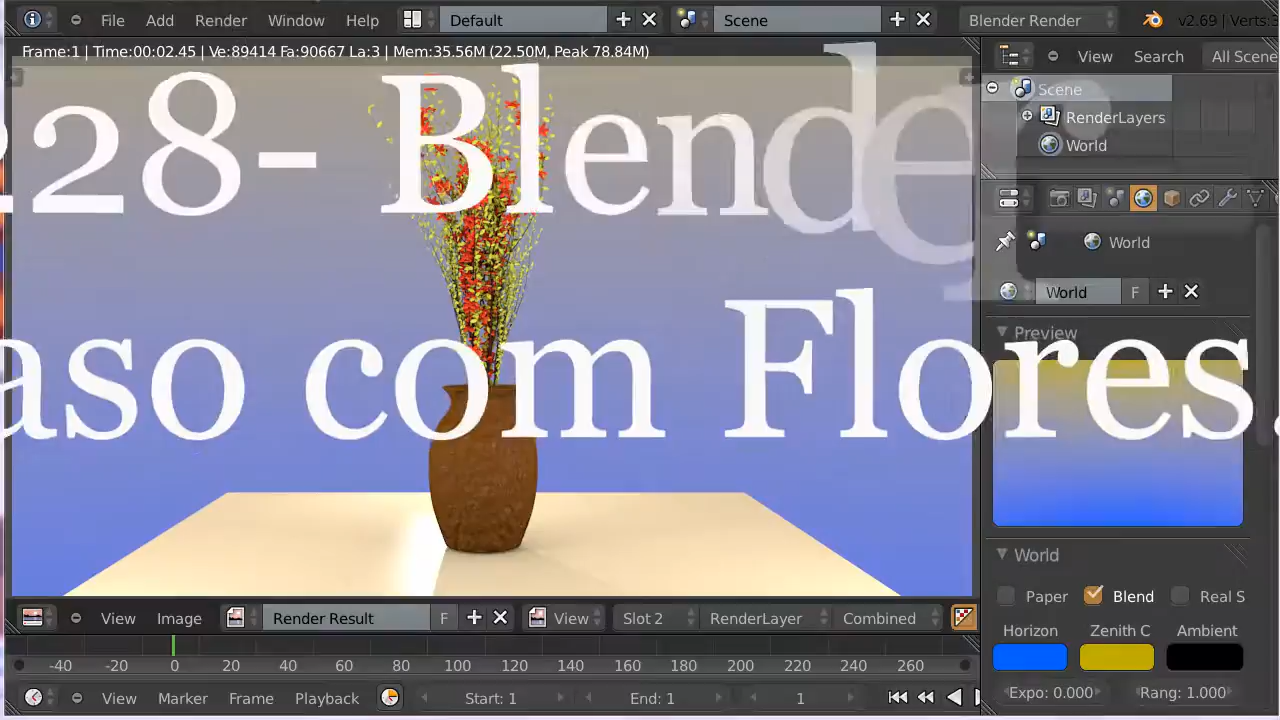 File Add Render Window Help Default Scene Blender Render v2.69 | Verts:3
Frame:1 | Time:00:02.45 | Ve:89414 Fa:90667 La:3 | Mem:35.56M (22.50M, Peak 78.84M)
View Search All Scene
Scene
RenderLayers
World
228- Blender
World
World F
aso com Flores.
Preview
World
Paper Blend Real S
Horizon Zenith C Ambient
Expo: 0.000 Rang: 1.000
View Image Render Result F View Slot 2 RenderLayer Combined
-40 -20 0 20 40 60 80 100 120 140 160 180 200 220 240 260
View Marker Frame Playback Start: 1 End: 1 1